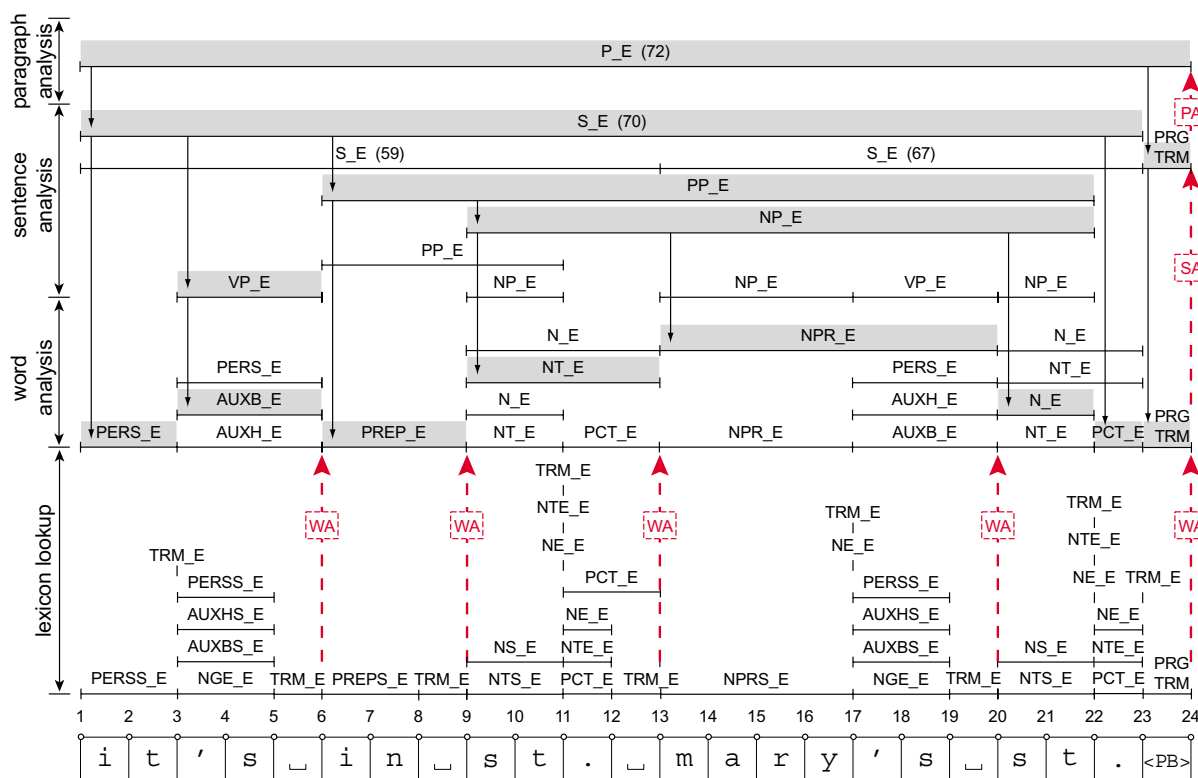 paragraph analysis
P_E (72)
PA
S_E (70)
PRG
S_E (59) S_E (67) TRM
sentence analysis
PP_E
NP_E
PP_E
SA
VP_E NP_E NP_E VP_E NP_E
word analysis
N_E NPR_E N_E
PERS_E NT_E PERS_E NT_E
AUXB_E N_E AUXH_E N_E
PRG
PERS_E AUXH_E PREP_E NT_E PCT_E NPR_E AUXB_E NT_E PCT_E TRM
lexicon lookup
TRM_E
TRM_E
NTE_E TRM_E
WA WA WA WA WA
NE_E NE_E NTE_E
TRM_E
PERSS_E PCT_E PERSS_E NE_E TRM_E
AUXHS_E NE_E AUXHS_E NE_E
AUXBS_E NS_E NTE_E AUXBS_E NS_E NTE_E
PRG
PERSS_E NGE_E TRM_E PREPS_E TRM_E NTS_E PCT_E TRM_E NPRS_E NGE_E TRM_E NTS_E PCT_E TRM
1 2 3 4 5 6 7 8 9 10 11 12 13 14 15 16 17 18 19 20 21 22 23 24
i t ’ s ⎵ i n ⎵ s t . ⎵ m a r y ’ s ⎵ s t . <PB>